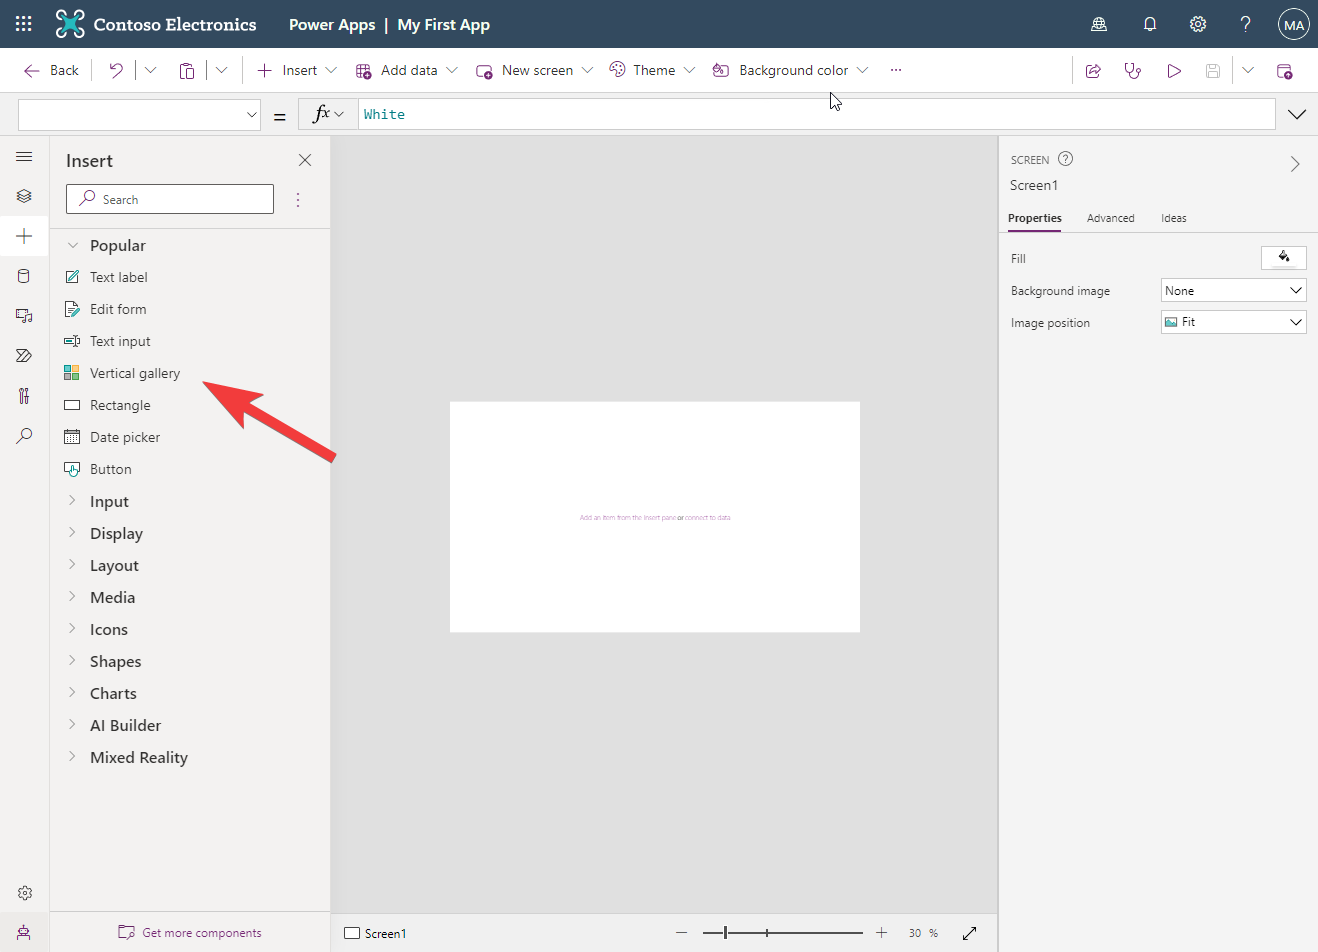 Contoso Electronics Power Apps | My First App MA
Back Insert Add data New screen Theme Background color ...
= fx White
Insert
Search
Popular
Text label
Edit form
Text input
Vertical gallery
Rectangle
Date picker
Button
Input
Display
Layout
Media
Icons
Shapes
Charts
AI Builder
Mixed Reality
Get more components
Add an item from the Insert pane or connect to data
Screen1 30 %
SCREEN
Screen1
Properties Advanced Ideas
Fill
Background image None
Image position Fit